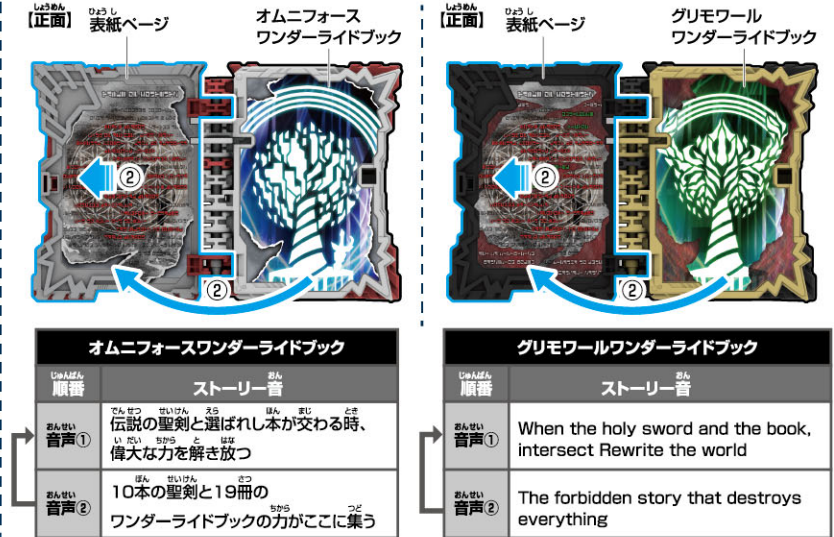 【正面】
表紙ページ
オムニフォース
ワンダーライドブック
②
②
オムニフォースワンダーライドブック
順番
ストーリー音
音声①
伝説の聖剣と選ばれし本が交わる時、
偉大な力を解き放つ
音声②
10本の聖剣と19冊の
ワンダーライドブックの力がここに集う
【正面】
表紙ページ
グリモワール
ワンダーライドブック
②
②
グリモワールワンダーライドブック
順番
ストーリー音
音声①
When the holy sword and the book,
intersect Rewrite the world
音声②
The forbidden story that destroys
everything